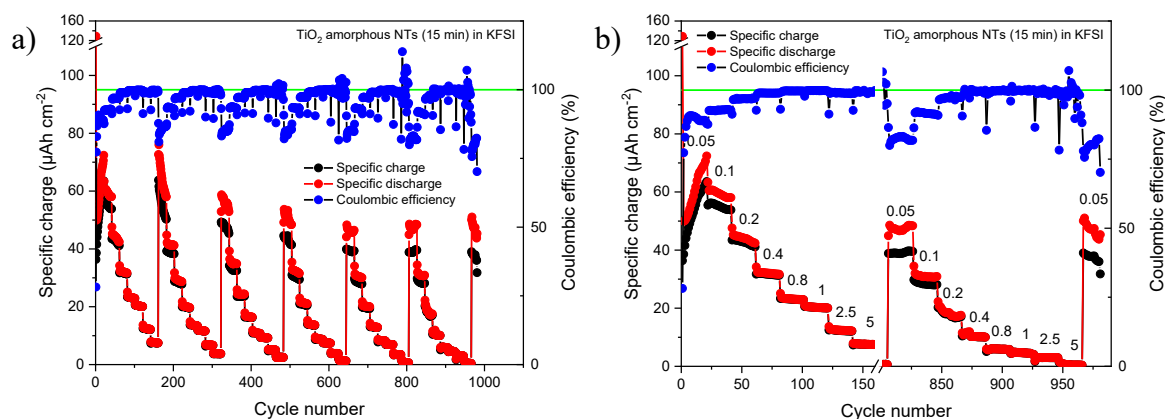 a)
TiO₂ amorphous NTs (15 min) in KFSI
160
140
120
100
80
60
40
20
0
Specific charge (µAh cm⁻²)
Specific charge
Specific discharge
Coulombic efficiency
100
50
0
Coulombic efficiency (%)
0 200 400 600 800 1000
Cycle number
b)
TiO₂ amorphous NTs (15 min) in KFSI
Specific charge
Specific discharge
Coulombic efficiency
160
140
120
100
80
60
40
20
0
Specific charge (µAh cm⁻²)
0.05
0.1
0.2
0.4
0.8
1
2.5
5
0.05
0.1
0.2
0.4
0.8
1
2.5
5
0.05
100
50
0
Coulombic efficiency (%)
0 50 100 150 850 900 950
Cycle number